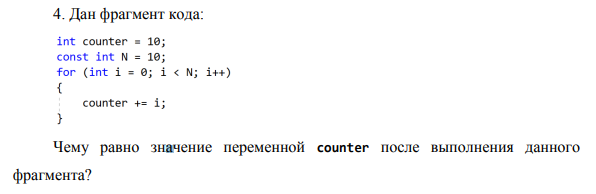 4. Дан фрагмент кода:
int counter = 10;
const int N = 10;
for (int i = 0; i < N; i++)
{
counter += i;
}
Чему равно значение переменной counter после выполнения данного
фрагмента?